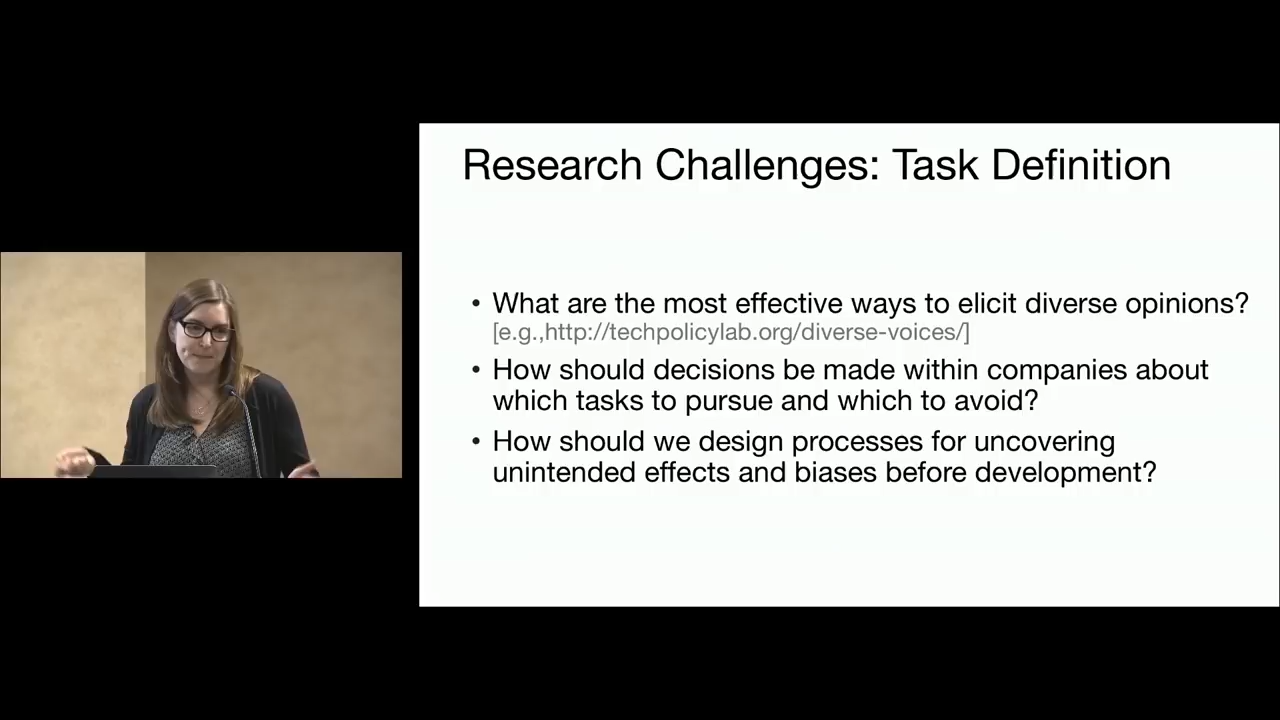 Research Challenges: Task Definition
• What are the most effective ways to elicit diverse opinions?
[e.g.,http://techpolicylab.org/diverse-voices/]
• How should decisions be made within companies about
which tasks to pursue and which to avoid?
• How should we design processes for uncovering
unintended effects and biases before development?